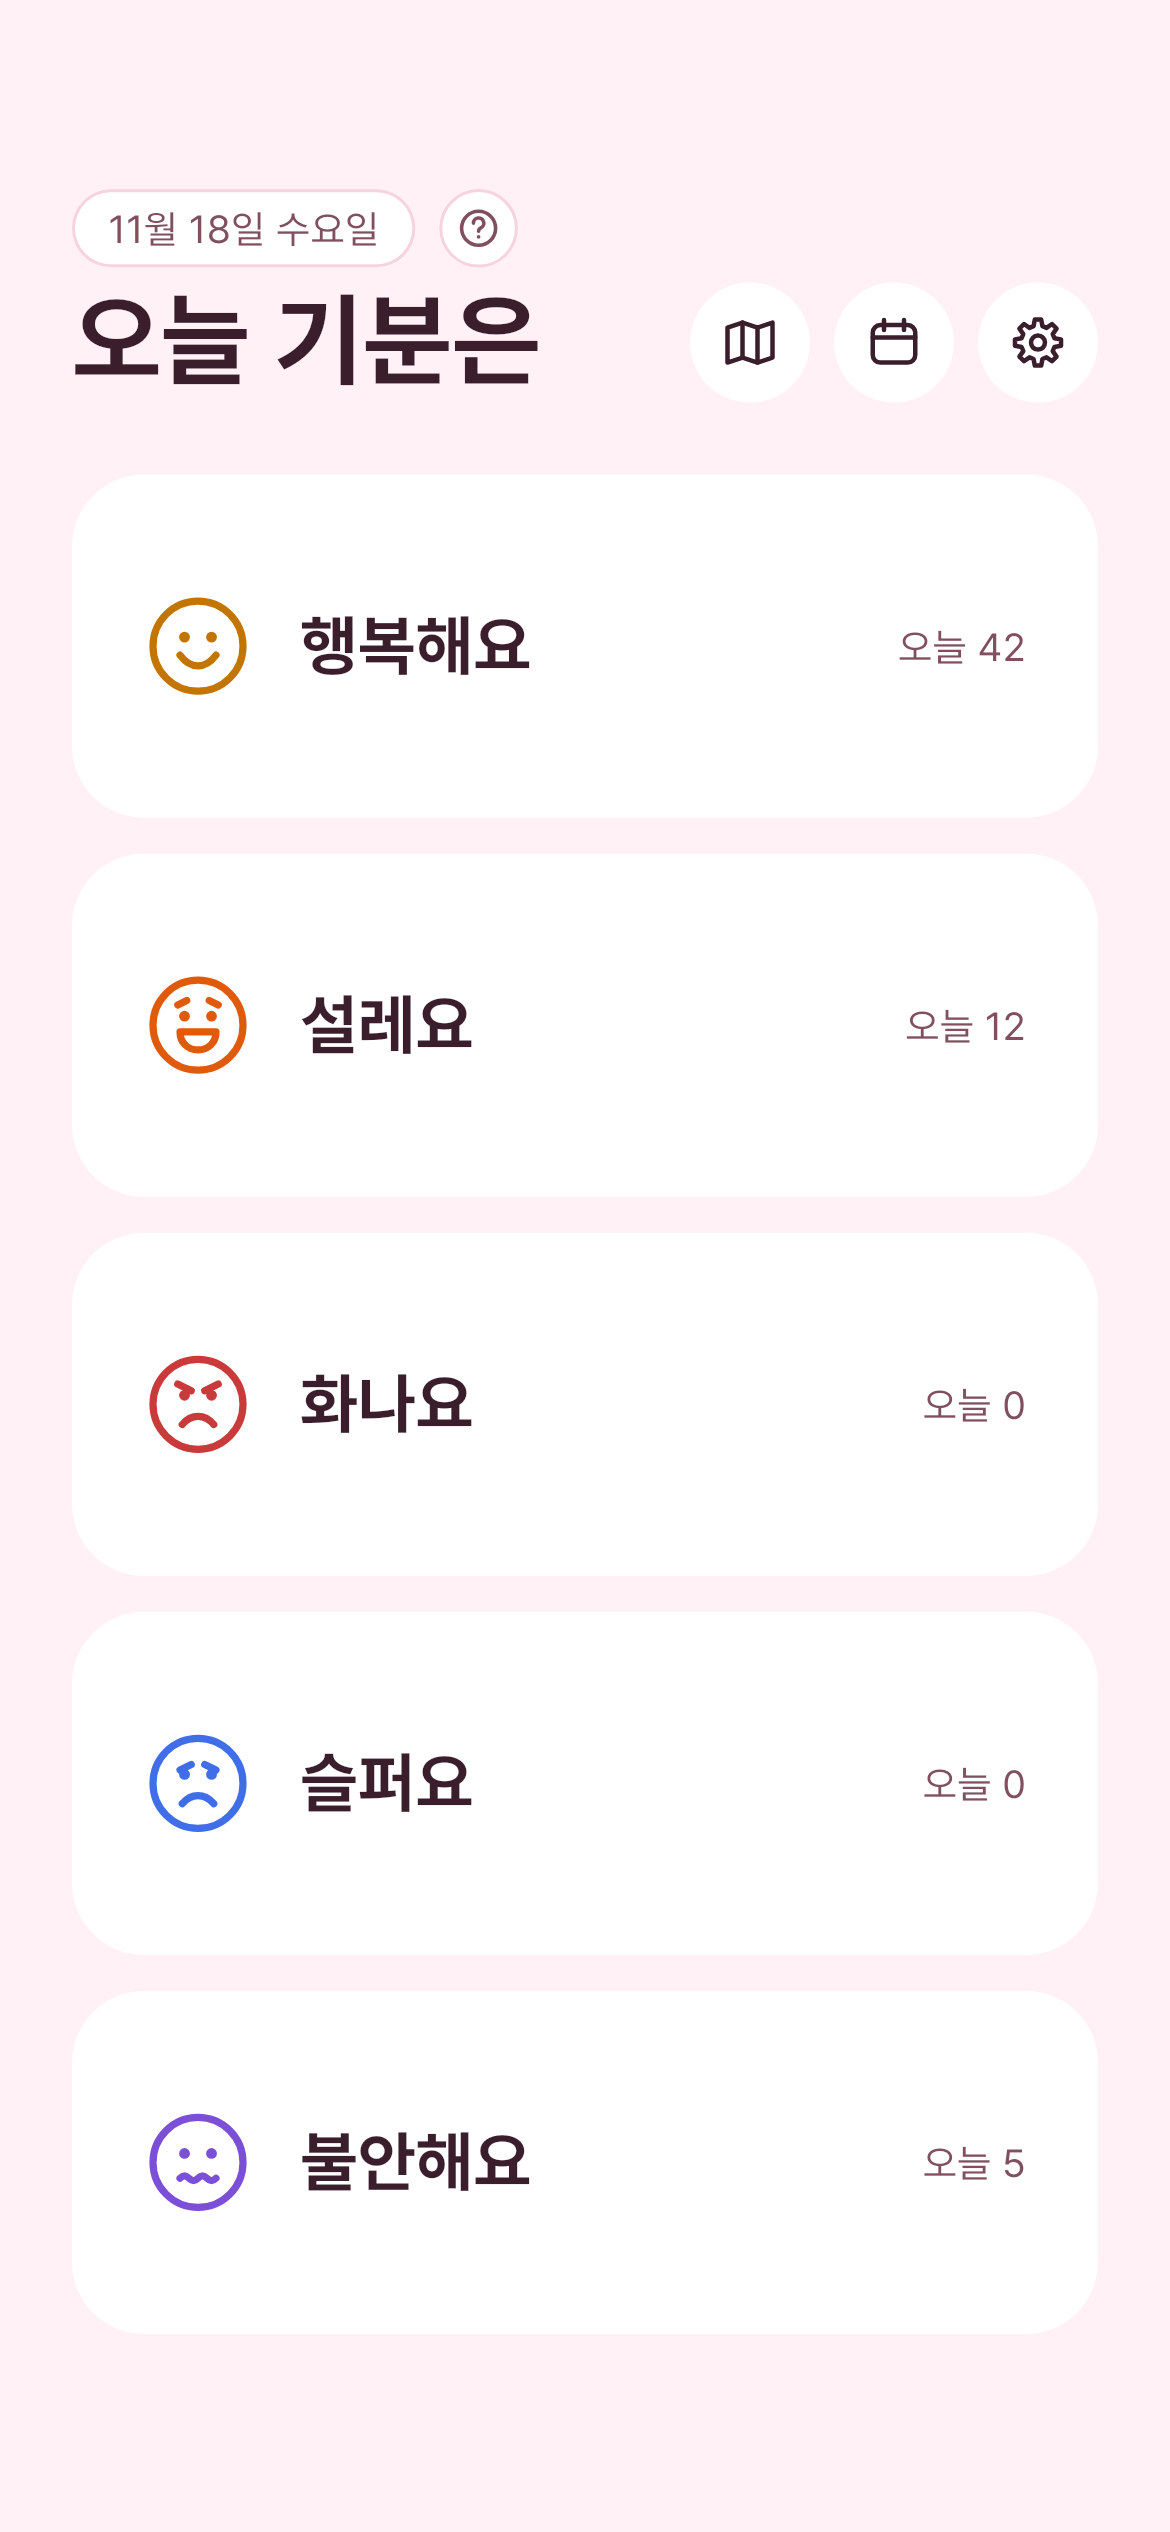 11월 18일 수요일
오늘 기분은
행복해요 오늘 42
설레요 오늘 12
화나요 오늘 0
슬퍼요 오늘 0
불안해요 오늘 5